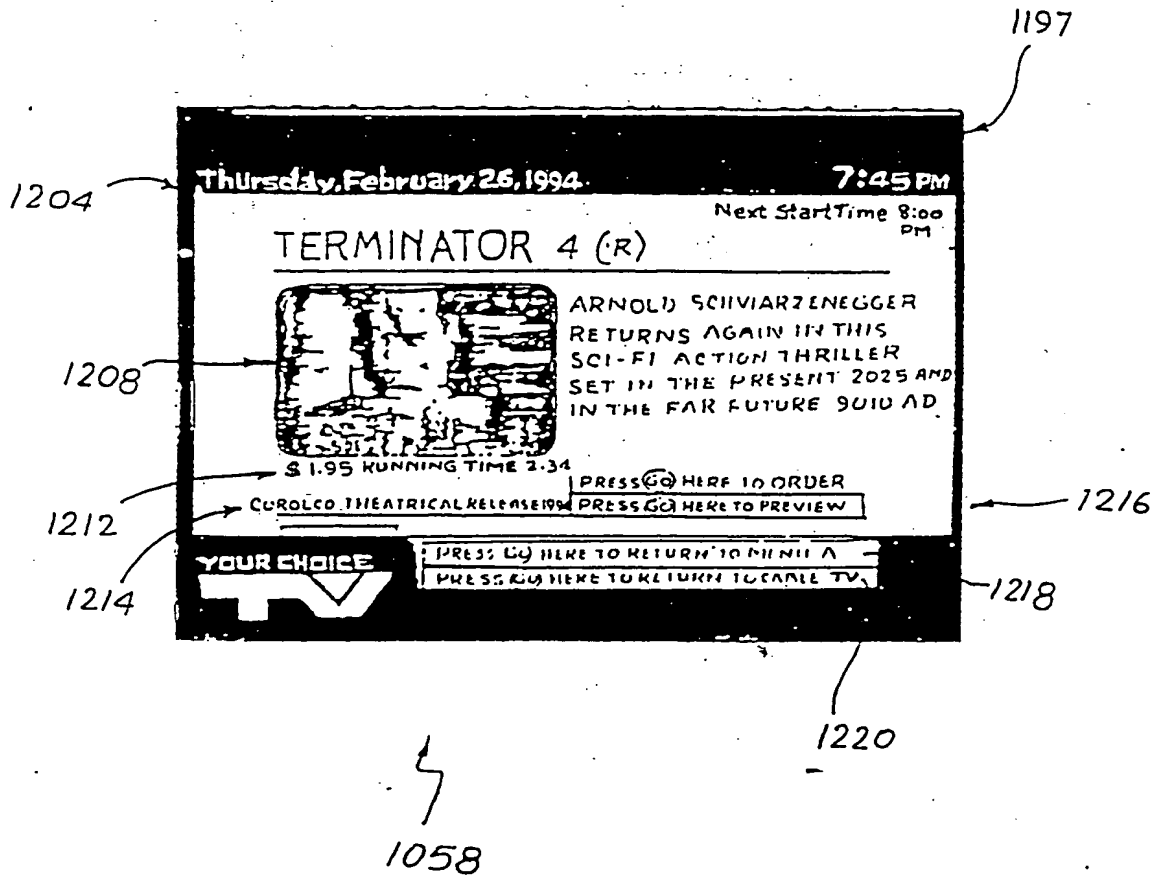 1197
Thursday, February 26, 1994 7:45 PM
1204
Next Start Time 8:00 PM
TERMINATOR 4 (R)
ARNOLD SCHVIARZENEGGER
RETURNS AGAIN IN THIS
SCI-FI ACTION THRILLER
SET IN THE PRESENT 2025 AND
IN THE FAR FUTURE 9010 AD
1208
$1.95 RUNNING TIME 2:34
PRESS GO HERE TO ORDER
1212
CUROLCO THEATRICAL RELEASE 199
PRESS GO HERE TO PREVIEW
1216
PRESS GO HERE TO RETURN TO MENU A
YOUR CHOICE
PRESS GO HERE TO RETURN TO CABLE TV
1218
TV
1214
1220
1058